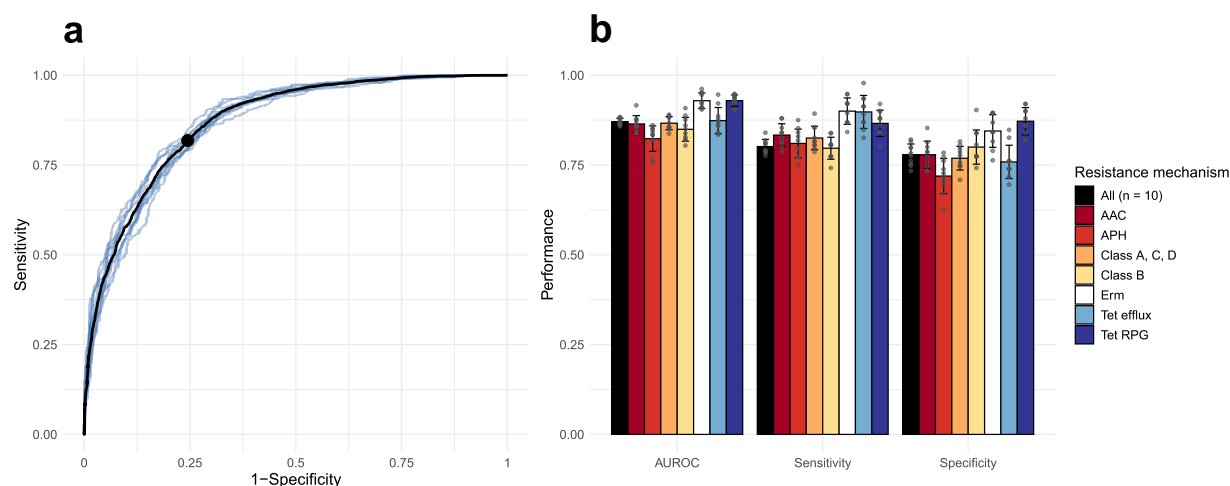 a
1.00
0.75
0.50
0.25
0.00
Sensitivity
0
0.25
0.5
0.75
1
1−Specificity
b
1.00
0.75
0.50
0.25
0.00
Performance
AUROC
Sensitivity
Specificity
Resistance mechanism
All (n = 10)
AAC
APH
Class A, C, D
Class B
Erm
Tet efflux
Tet RPG